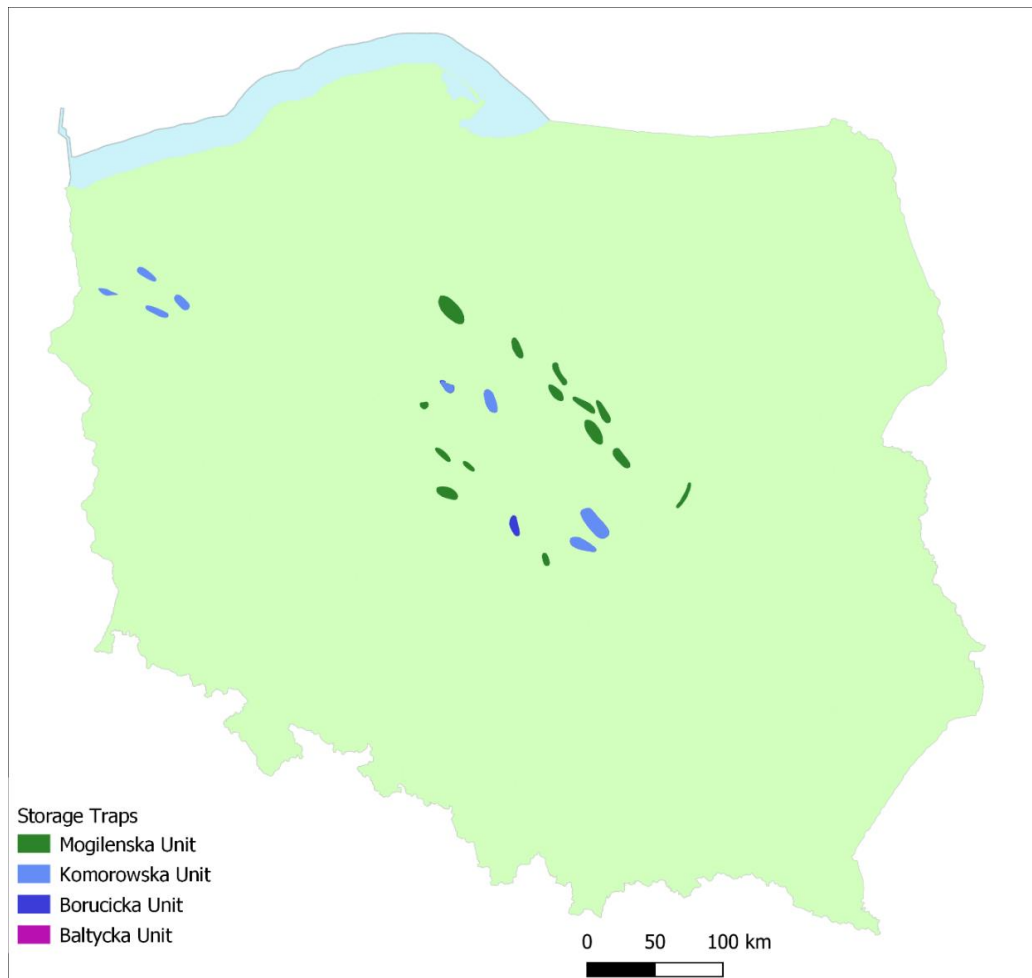 Storage Traps
Mogilenska Unit
Komorowska Unit
Borucicka Unit
Baltycka Unit
0 50 100 km